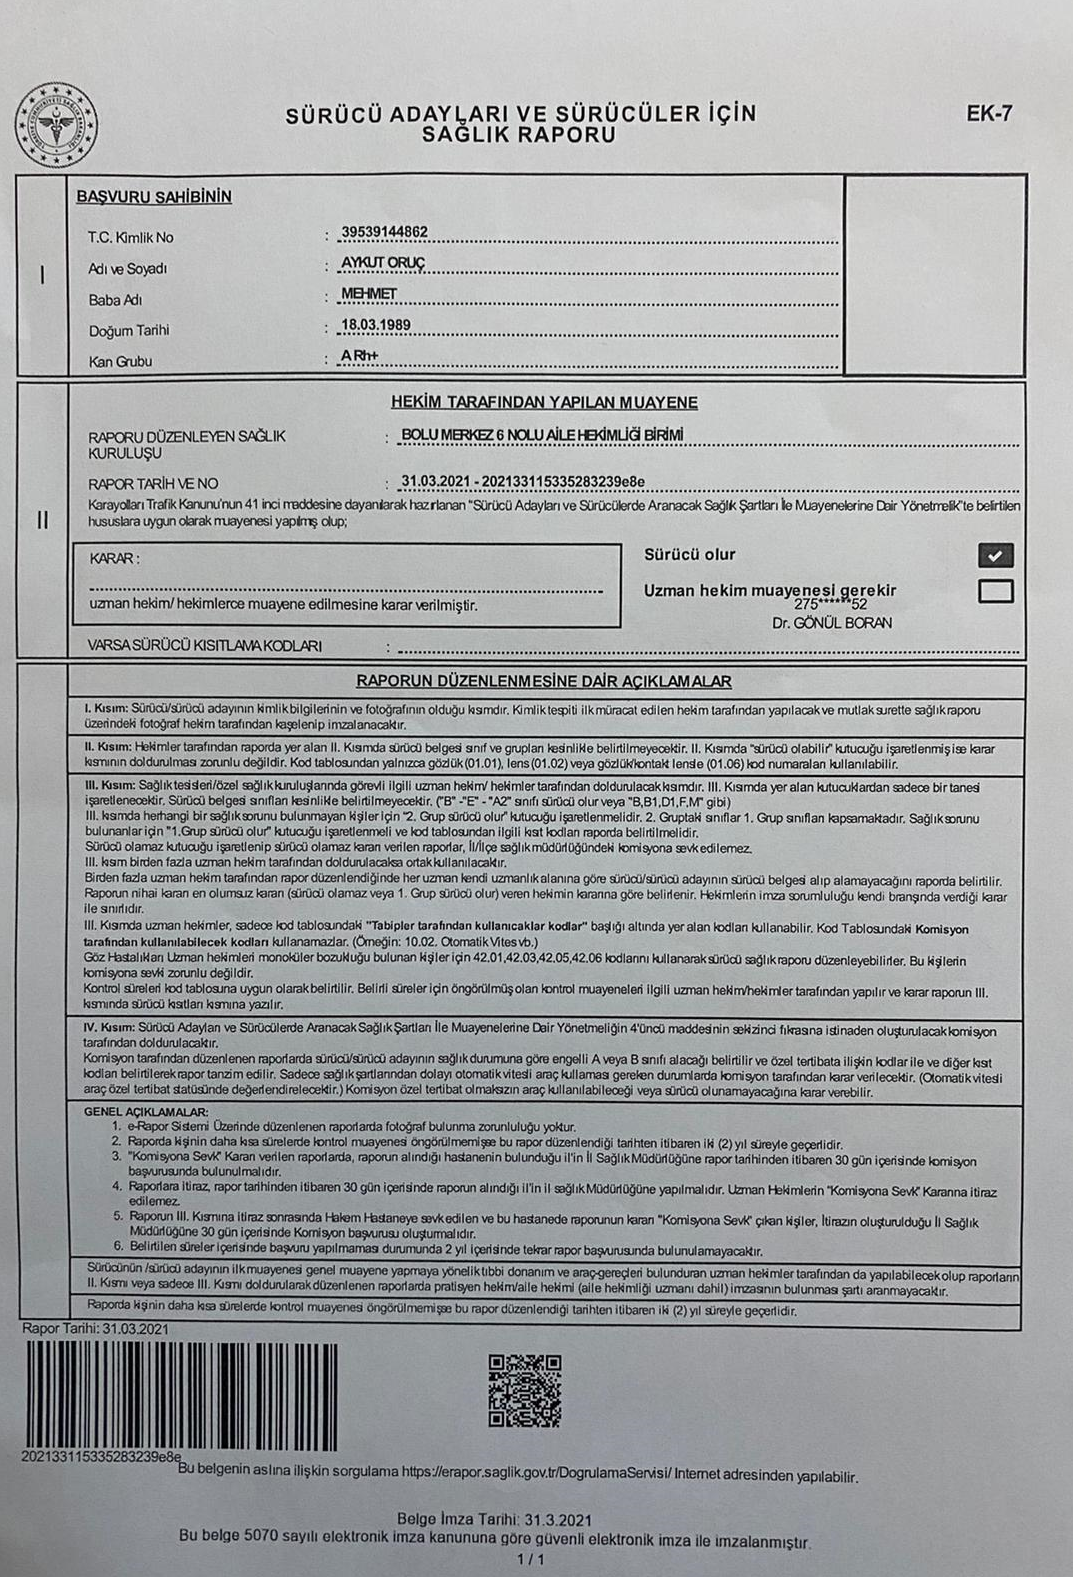 SÜRÜCÜ ADAYLARI VE SÜRÜCÜLER İÇİN
SAĞLIK RAPORU
EK-7
I
BAŞVURU SAHİBİNİN
T.C. Kimlik No : 39539144862
Adı ve Soyadı : AYKUT ORUÇ
Baba Adı : MEHMET
Doğum Tarihi : 18.03.1989
Kan Grubu : A Rh+
II
HEKİM TARAFINDAN YAPILAN MUAYENE
RAPORU DÜZENLEYEN SAĞLIK
KURULUŞU : BOLU MERKEZ 6 NOLU AİLE HEKİMLİĞİ BİRİMİ
RAPOR TARİH VE NO : 31.03.2021 - 202133115335283239e8e
Karayolları Trafik Kanunu'nun 41 inci maddesine dayanılarak hazırlanan "Sürücü Adayları ve Sürücülerde Aranacak Sağlık Şartları İle Muayenelerine Dair Yönetmelik"te belirtilen
hususlara uygun olarak muayenesi yapılmış olup;
KARAR :
uzman hekim/ hekimlerce muayene edilmesine karar verilmiştir.
Sürücü olur
Uzman hekim muayenesi gerekir
275******52
Dr. GÖNÜL BORAN
VARSA SÜRÜCÜ KISITLAMA KODLARI :
RAPORUN DÜZENLENMESİNE DAİR AÇIKLAMALAR
I. Kısım: Sürücü/sürücü adayının kimlik bilgilerinin ve fotoğrafının olduğu kısımdır. Kimlik tespiti ilk müracat edilen hekim tarafından yapılacak ve mutlak surette sağlık raporu
üzerindeki fotoğraf hekim tarafından kaşelenip imzalanacaktır.
II. Kısım: Hekimler tarafından raporda yer alan II. Kısımda sürücü belgesi sınıf ve grupları kesinlikle belirtilmeyecektir. II. Kısımda "sürücü olabilir" kutucuğu işaretlenmiş ise karar
kısmının doldurulması zorunlu değildir. Kod tablosundan yalnızca gözlük (01.01), lens (01.02) veya gözlük/kontakt lensle (01.06) kod numaraları kullanılabilir.
III. Kısım: Sağlık tesisleri/özel sağlık kuruluşlarında görevli ilgili uzman hekim/ hekimler tarafından doldurulacak kısımdır. III. Kısımda yer alan kutucuklardan sadece bir tanesi
işaretlenecektir. Sürücü belgesi sınıfları kesinlikle belirtilmeyecektir. ("B" -"E" - "A2" sınıfı sürücü olur veya "B,B1,D1,F,M" gibi)
III. kısımda herhangi bir sağlık sorunu bulunmayan kişiler için "2. Grup sürücü olur" kutucuğu işaretlenmelidir. 2. Gruptaki sınıflar 1. Grup sınıfları kapsamaktadır. Sağlık sorunu
bulunanlar için "1.Grup sürücü olur" kutucuğu işaretlenmeli ve kod tablosundan ilgili kısıt kodları raporda belirtilmelidir.
Sürücü olamaz kutucuğu işaretlenip sürücü olamaz kararı verilen raporlar, İl/ilçe sağlık müdürlüğündeki komisyona sevk edilemez.
III. kısım birden fazla uzman hekim tarafından doldurulacaksa ortak kullanılacaktır.
Birden fazla uzman hekim tarafından rapor düzenlendiğinde her uzman kendi uzmanlık alanına göre sürücü/sürücü adayının sürücü belgesi alıp alamayacağını raporda belirtilir.
Raporun nihai kararı en olumsuz kararı (sürücü olamaz veya 1. Grup sürücü olur) veren hekimin kararına göre belirlenir. Hekimlerin imza sorumluluğu kendi branşında verdiği karar
ile sınırlıdır.
III. Kısımda uzman hekimler, sadece kod tablosundaki "Tabipler tarafından kullanıcaklar kodlar" başlığı altında yer alan kodları kullanabilir. Kod Tablosundaki Komisyon
tarafından kullanılabilecek kodları kullanamazlar. (Örneğin: 10.02. Otomatik Vites vb.)
Göz Hastalıkları Uzman hekimleri monoküler bozukluğu bulunan kişiler için 42.01,42.03,42.05,42.06 kodlarını kullanarak sürücü sağlık raporu düzenleyebilirler. Bu kişilerin
komisyona sevki zorunlu değildir.
Kontrol süreleri kod tablosuna uygun olarak belirtilir. Belirli süreler için öngörülmüş olan kontrol muayeneleri ilgili uzman hekim/hekimler tarafından yapılır ve karar raporun III.
kısmında sürücü kısıtları kısmına yazılır.
IV. Kısım: Sürücü Adayları ve Sürücülerde Aranacak Sağlık Şartları İle Muayenelerine Dair Yönetmeliğin 4'üncü maddesinin sekizinci fıkrasına istinaden oluşturulacak komisyon
tarafından doldurulacaktır.
Komisyon tarafından düzenlenen raporlarda sürücü/sürücü adayının sağlık durumuna göre engelli A veya B sınıfı alacağı belirtilir ve özel tertibata ilişkin kodlar ile ve diğer kısıt
kodları belirtilerek rapor tanzim edilir. Sadece sağlık şartlarından dolayı otomatik vitesli araç kullaması gereken durumlarda komisyon tarafından karar verilecektir. (Otomatik vitesli
araç özel tertibat statüsünde değerlendirelecektir.) Komisyon özel tertibat olmaksızın araç kullanılabileceği veya sürücü olunamayacağına karar verebilir.
GENEL AÇIKLAMALAR:
1. e-Rapor Sistemi Üzerinde düzenlenen raporlarda fotoğraf bulunma zorunluluğu yoktur.
2. Raporda kişinin daha kısa sürelerde kontrol muayenesi öngörülmemişse bu rapor düzenlendiği tarihten itibaren iki (2) yıl süreyle geçerlidir.
3. "Komisyona Sevk" Kararı verilen raporlarda, raporun alındığı hastanenin bulunduğu il'in İl Sağlık Müdürlüğüne rapor tarihinden itibaren 30 gün içerisinde komisyon
başvurusunda bulunulmalıdır.
4. Raporlara itiraz, rapor tarihinden itibaren 30 gün içerisinde raporun alındığı il'in il sağlık Müdürlüğüne yapılmalıdır. Uzman Hekimlerin "Komisyona Sevk" Kararına itiraz
edilemez.
5. Raporun III. Kısmına itiraz sonrasında Hakem Hastaneye sevk edilen ve bu hastanede raporunun kararı "Komisyona Sevk" çıkan kişiler, İtirazın oluşturulduğu İl Sağlık
Müdürlüğüne 30 gün içerisinde Komisyon başvurusu oluşturmalıdır.
6. Belirtilen süreler içerisinde başvuru yapılmaması durumunda 2 yıl içerisinde tekrar rapor başvurusunda bulunulamayacaktır.
Sürücünün /sürücü adayının ilk muayenesi genel muayene yapmaya yönelik tıbbi donanım ve araç-gereçleri bulunduran uzman hekimler tarafından da yapılabilecek olup raporların
II. Kısmı veya sadece III. Kısmı doldurularak düzenlenen raporlarda pratisyen hekim/aile hekimi (aile hekimliği uzmanı dahil) imzasının bulunması şartı aranmayacaktır.
Raporda kişinin daha kısa sürelerde kontrol muayenesi öngörülmemişse bu rapor düzenlendiği tarihten itibaren iki (2) yıl süreyle geçerlidir.
Rapor Tarihi: 31.03.2021
202133115335283239e8e
Bu belgenin aslına ilişkin sorgulama https://erapor.saglik.gov.tr/DogrulamaServisi/ Internet adresinden yapılabilir.
Belge İmza Tarihi: 31.3.2021
Bu belge 5070 sayılı elektronik imza kanununa göre güvenli elektronik imza ile imzalanmıştır.
1 / 1